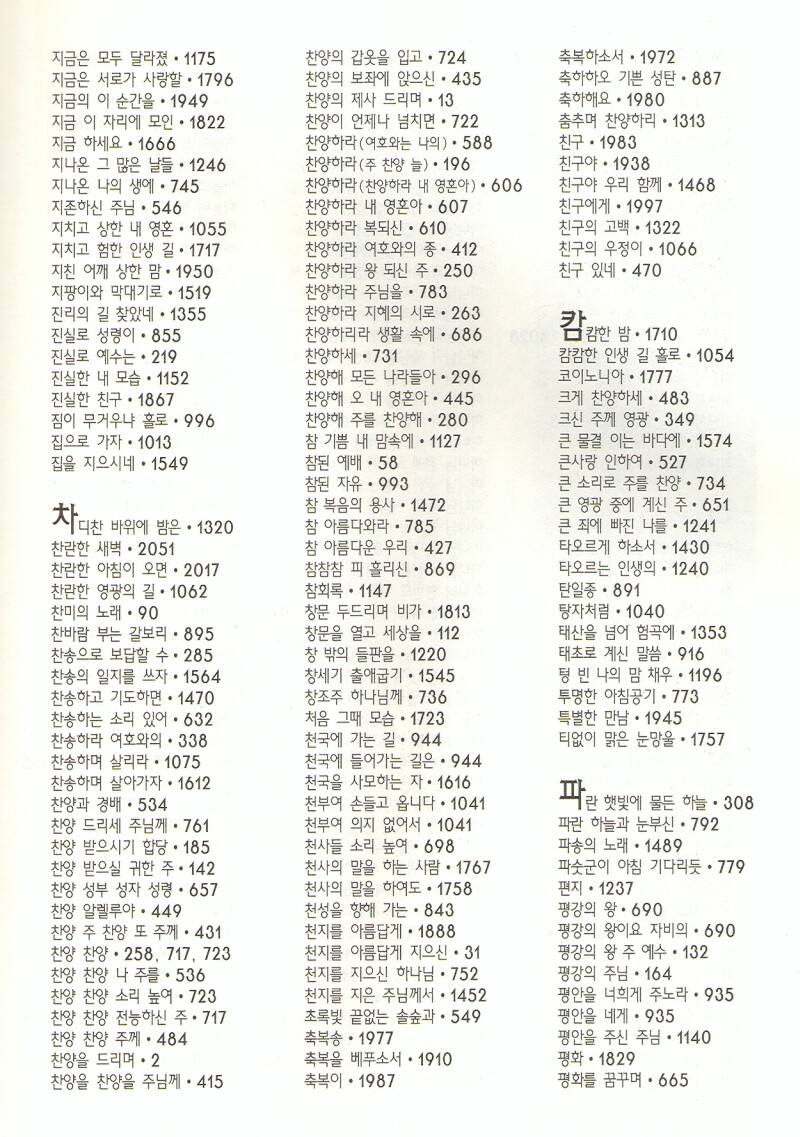 지금은 모두 달라졌 • 1175
지금은 서로가 사랑할 • 1796
지금의 이 순간을 • 1949
지금 이 자리에 모인 • 1822
지금 하세요 • 1666
지나온 그 많은 날들 • 1246
지나온 나의 생에 • 745
지존하신 주님 • 546
지치고 상한 내 영혼 • 1055
지치고 험한 인생 길 • 1717
지친 어깨 상한 맘 • 1950
지팡이와 막대기로 • 1519
진리의 길 찾았네 • 1355
진실로 성령이 • 855
진실로 예수는 • 219
진실한 내 모습 • 1152
진실한 친구 • 1867
짐이 무거우냐 홀로 • 996
집으로 가자 • 1013
집을 지으시네 • 1549
차디찬 바위에 밤은 • 1320
찬란한 새벽 • 2051
찬란한 아침이 오면 • 2017
찬란한 영광의 길 • 1062
찬미의 노래 • 90
찬바람 부는 갈보리 • 895
찬송으로 보답할 수 • 285
찬송의 일지를 쓰자 • 1564
찬송하고 기도하면 • 1470
찬송하는 소리 있어 • 632
찬송하라 여호와의 • 338
찬송하며 살리라 • 1075
찬송하며 살아가자 • 1612
찬양과 경배 • 534
찬양 드리세 주님께 • 761
찬양 받으시기 합당 • 185
찬양 받으실 귀한 주 • 142
찬양 성부 성자 성령 • 657
찬양 알렐루야 • 449
찬양 주 찬양 또 주께 • 431
찬양 찬양 • 258, 717, 723
찬양 찬양 나 주를 • 536
찬양 찬양 소리 높여 • 723
찬양 찬양 전능하신 주 • 717
찬양 찬양 주께 • 484
찬양을 드리며 • 2
찬양을 찬양을 주님께 • 415
찬양의 갑옷을 입고 • 724
찬양의 보좌에 앉으신 • 435
찬양의 제사 드리며 • 13
찬양이 언제나 넘치면 • 722
찬양하라(여호와는 나의) • 588
찬양하라(주 찬양 늘) • 196
찬양하라(찬양하라 내 영혼아) • 606
찬양하라 내 영혼아 • 607
찬양하라 복되신 • 610
찬양하라 여호와의 종 • 412
찬양하라 왕 되신 주 • 250
찬양하라 주님을 • 783
찬양하라 지혜의 시로 • 263
찬양하리라 생활 속에 • 686
찬양하세 • 731
찬양해 모든 나라들아 • 296
찬양해 오 내 영혼아 • 445
찬양해 주를 찬양해 • 280
참 기쁨 내 맘속에 • 1127
참된 예배 • 58
참된 자유 • 993
참 복음의 용사 • 1472
참 아름다와라 • 785
참 아름다운 우리 • 427
참참참 피 흘리신 • 869
참회록 • 1147
창문 두드리며 비가 • 1813
창문을 열고 세상을 • 112
창 밖의 들판을 • 1220
창세기 출애굽기 • 1545
창조주 하나님께 • 736
처음 그때 모습 • 1723
천국에 가는 길 • 944
천국에 들어가는 길은 • 944
천국을 사모하는 자 • 1616
천부여 손들고 옵니다 • 1041
천부여 의지 없어서 • 1041
천사들 소리 높여 • 698
천사의 말을 하는 사람 • 1767
천사의 말을 하여도 • 1758
천성을 향해 가는 • 843
천지를 아름답게 • 1888
천지를 아름답게 지으신 • 31
천지를 지으신 하나님 • 752
천지를 지은 주님께서 • 1452
초록빛 끝없는 솔숲과 • 549
축복송 • 1977
축복을 베푸소서 • 1910
축복이 • 1987
축복하소서 • 1972
축하하오 기쁜 성탄 • 887
축하해요 • 1980
춤추며 찬양하리 • 1313
친구 • 1983
친구야 • 1938
친구야 우리 함께 • 1468
친구에게 • 1997
친구의 고백 • 1322
친구의 우정이 • 1066
친구 있네 • 470
캄캄한 밤 • 1710
캄캄한 인생 길 홀로 • 1054
코이노니아 • 1777
크게 찬양하세 • 483
크신 주께 영광 • 349
큰 물결 이는 바다에 • 1574
큰사랑 인하여 • 527
큰 소리로 주를 찬양 • 734
큰 영광 중에 계신 주 • 651
큰 죄에 빠진 나를 • 1241
타오르게 하소서 • 1430
타오르는 인생의 • 1240
탄일종 • 891
탕자처럼 • 1040
태산을 넘어 험곡에 • 1353
태초로 계신 말씀 • 916
텅 빈 나의 맘 채우 • 1196
투명한 아침공기 • 773
특별한 만남 • 1945
티없이 맑은 눈망울 • 1757
파란 햇빛에 물든 하늘 • 308
파란 하늘과 눈부신 • 792
파송의 노래 • 1489
파숫군이 아침 기다리듯 • 779
편지 • 1237
평강의 왕 • 690
평강의 왕이요 자비의 • 690
평강의 왕 주 예수 • 132
평강의 주님 • 164
평안을 너희게 주노라 • 935
평안을 네게 • 935
평안을 주신 주님 • 1140
평화 • 1829
평화를 꿈꾸며 • 665